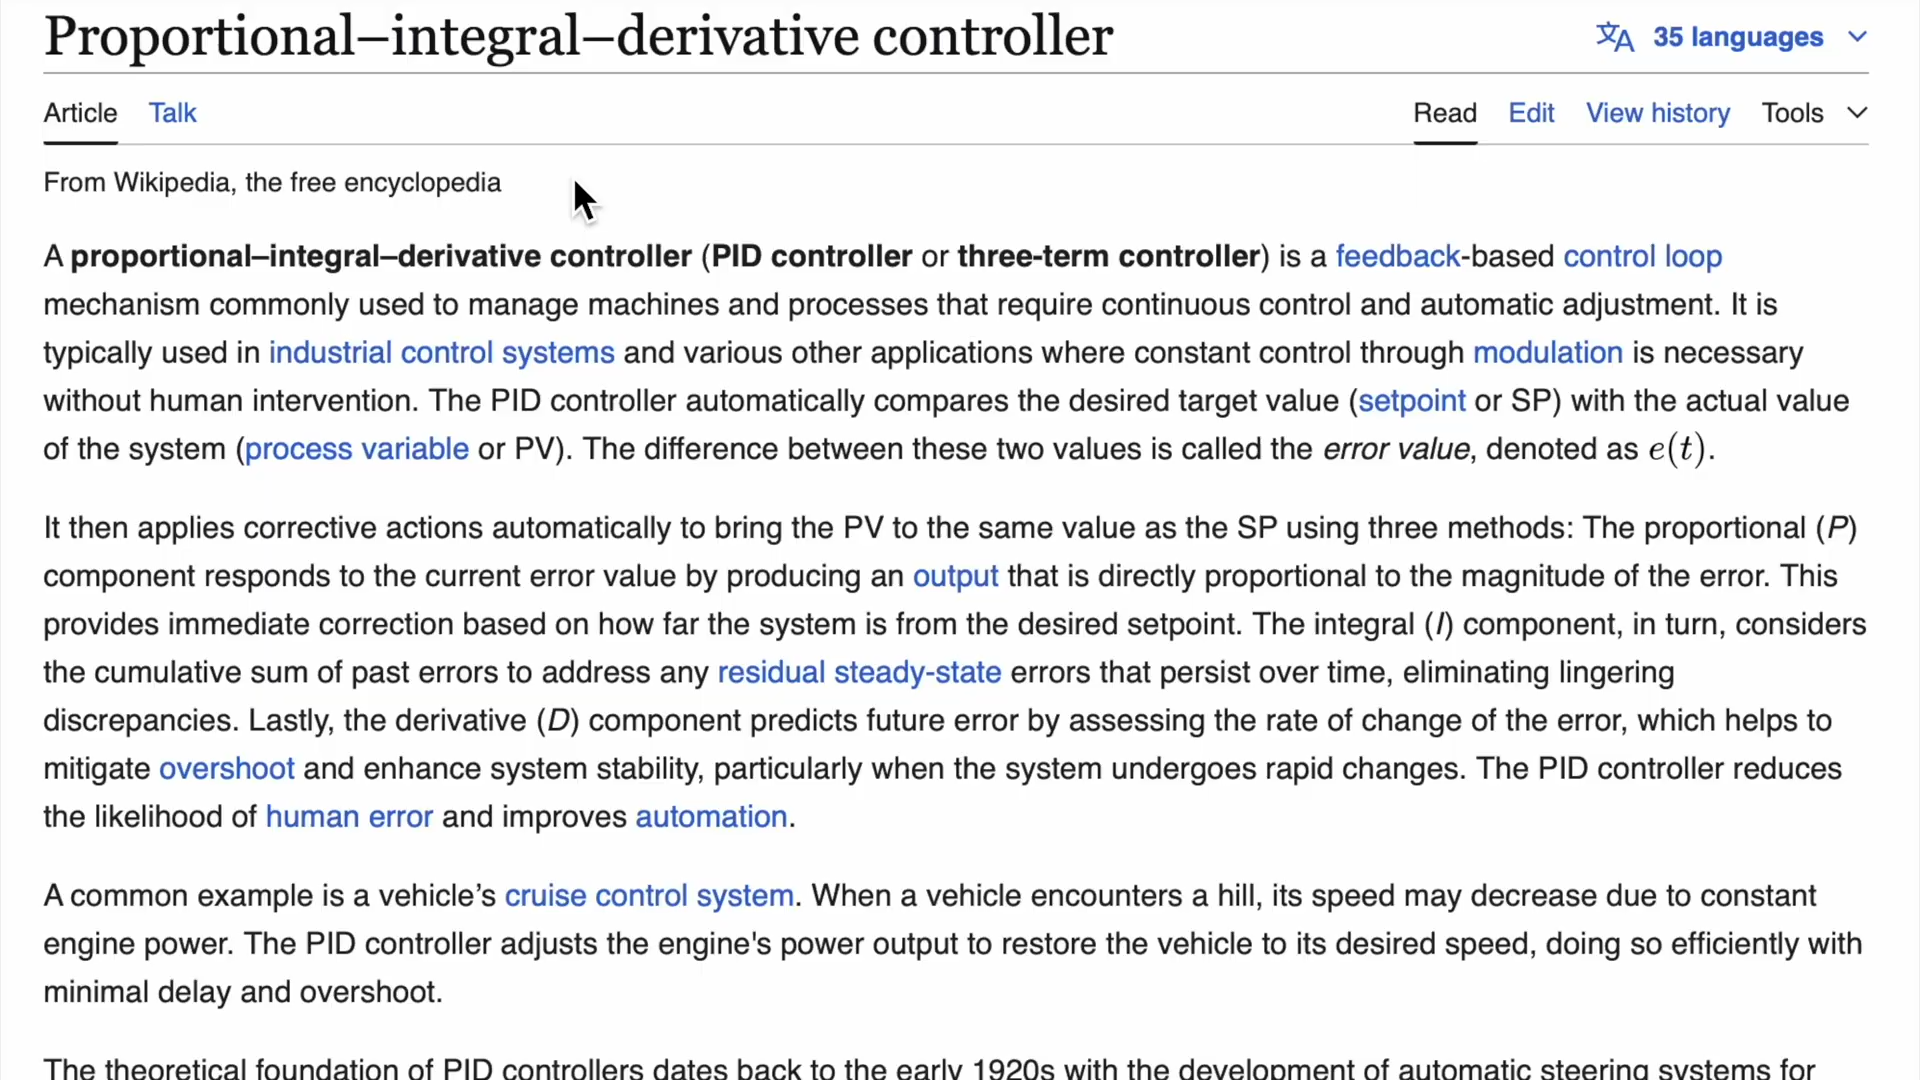 Proportional–integral–derivative controller
35 languages
Article Talk
Read Edit View history Tools
From Wikipedia, the free encyclopedia
A proportional–integral–derivative controller (PID controller or three-term controller) is a feedback-based control loop
mechanism commonly used to manage machines and processes that require continuous control and automatic adjustment. It is
typically used in industrial control systems and various other applications where constant control through modulation is necessary
without human intervention. The PID controller automatically compares the desired target value (setpoint or SP) with the actual value
of the system (process variable or PV). The difference between these two values is called the error value, denoted as e(t).
It then applies corrective actions automatically to bring the PV to the same value as the SP using three methods: The proportional (P)
component responds to the current error value by producing an output that is directly proportional to the magnitude of the error. This
provides immediate correction based on how far the system is from the desired setpoint. The integral (I) component, in turn, considers
the cumulative sum of past errors to address any residual steady-state errors that persist over time, eliminating lingering
discrepancies. Lastly, the derivative (D) component predicts future error by assessing the rate of change of the error, which helps to
mitigate overshoot and enhance system stability, particularly when the system undergoes rapid changes. The PID controller reduces
the likelihood of human error and improves automation.
A common example is a vehicle’s cruise control system. When a vehicle encounters a hill, its speed may decrease due to constant
engine power. The PID controller adjusts the engine's power output to restore the vehicle to its desired speed, doing so efficiently with
minimal delay and overshoot.
The theoretical foundation of PID controllers dates back to the early 1920s with the development of automatic steering systems for